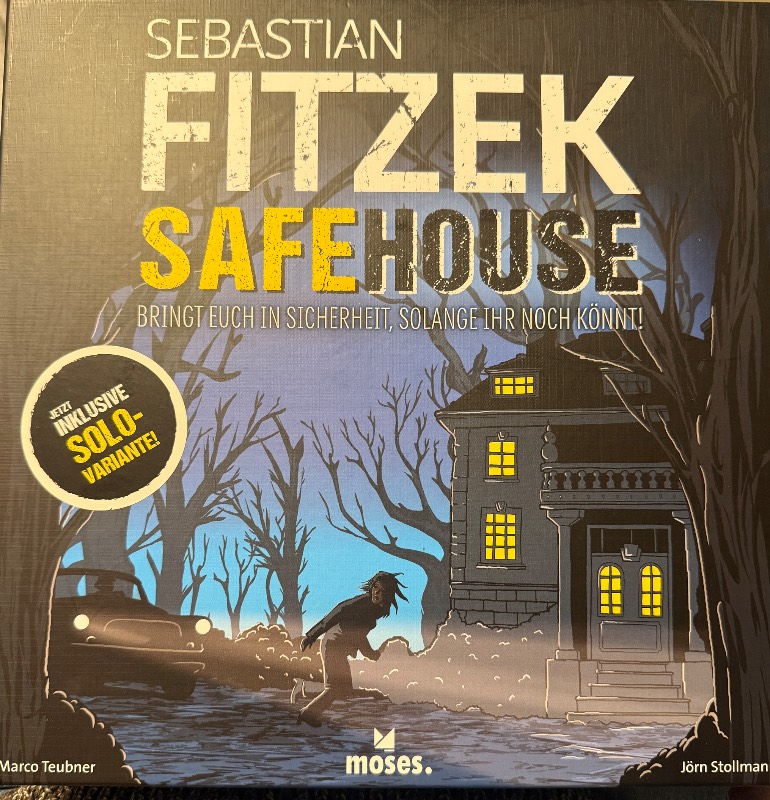 SEBASTIAN
FITZEK
SAFEHOUSE
BRINGT EUCH IN SICHERHEIT, SOLANGE IHR NOCH KÖNNT!
JETZT
INKLUSIVE
SOLO-
VARIANTE!
Marco Teubner
moses.
Jörn Stollman